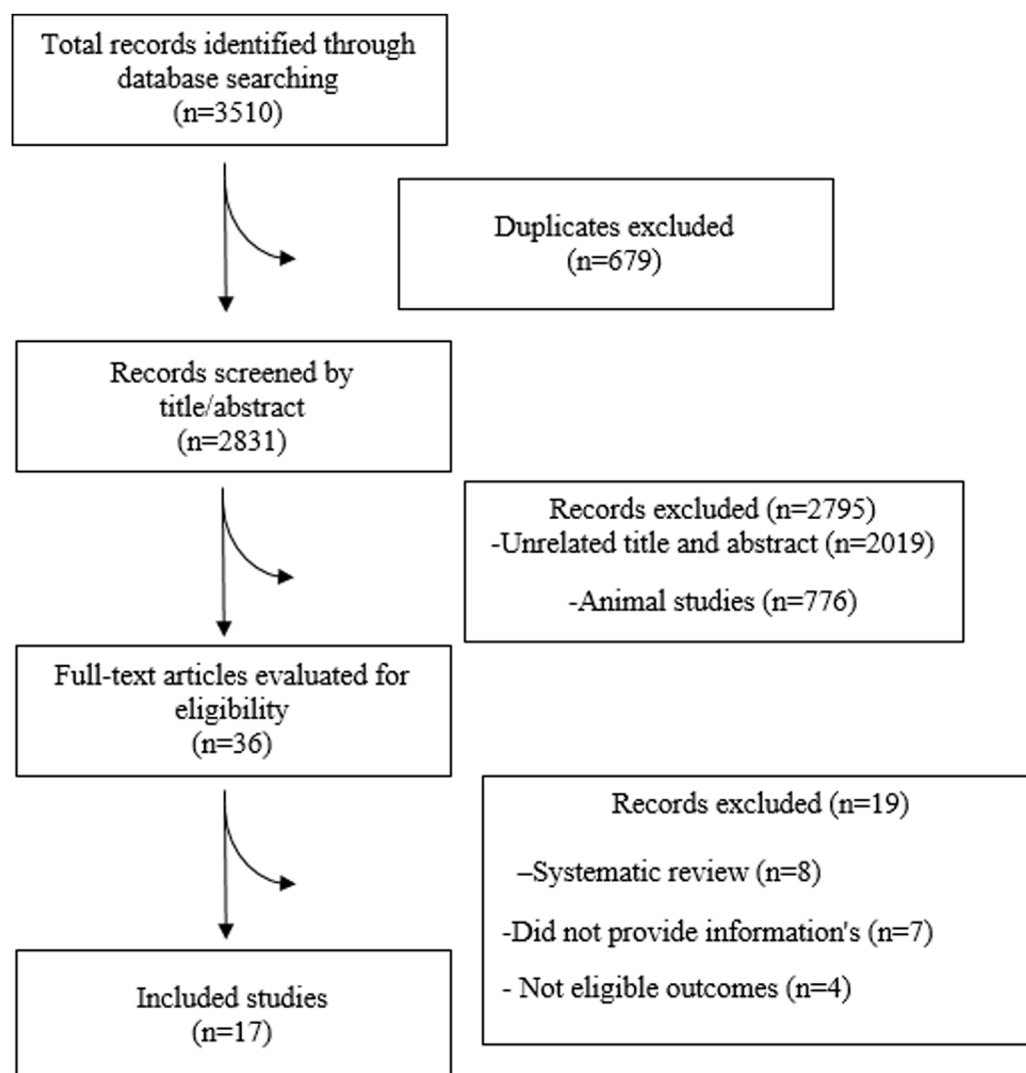 Total records identified through
database searching
(n=3510)
Duplicates excluded
(n=679)
Records screened by
title/abstract
(n=2831)
Records excluded (n=2795)
-Unrelated title and abstract (n=2019)
-Animal studies (n=776)
Full-text articles evaluated for
eligibility
(n=36)
Records excluded (n=19)
–Systematic review (n=8)
-Did not provide information's (n=7)
- Not eligible outcomes (n=4)
Included studies
(n=17)